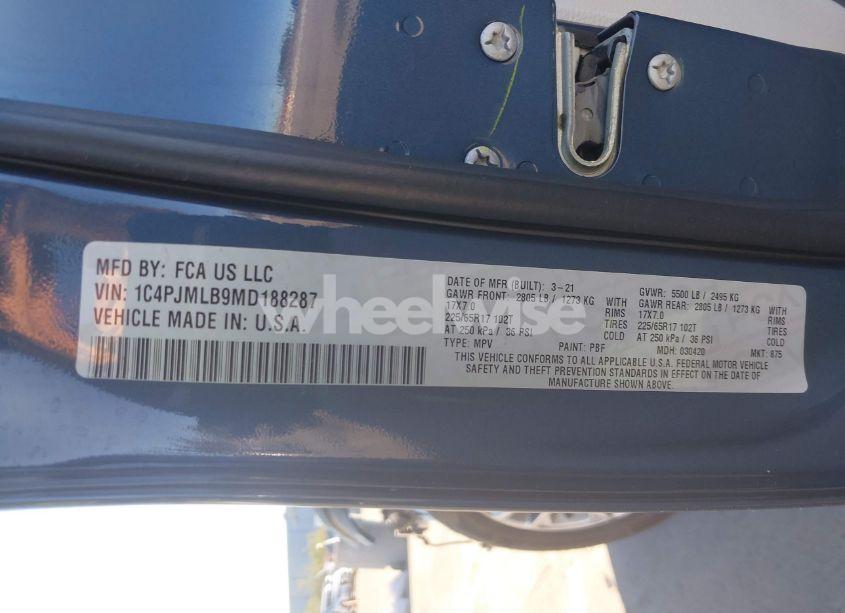 MFD BY: FCA US LLC
VIN: 1C4PJMLB9MD188287
VEHICLE MADE IN: U.S.A.
DATE OF MFR (BUILT): 3-21 GVWR: 5500 LB / 2495 KG
GAWR FRONT: 2805 LB / 1273 KG WITH GAWR REAR: 2805 LB / 1273 KG WITH
17X7.0 RIMS 17X7.0 RIMS
225/65R17 102T TIRES 225/65R17 102T TIRES
AT 250 kPa / 36 PSI COLD AT 250 kPa / 36 PSI COLD
TYPE: MPV PAINT: PBF MDH: 030420 MKT: 875
THIS VEHICLE CONFORMS TO ALL APPLICABLE U.S.A. FEDERAL MOTOR VEHICLE
SAFETY AND THEFT PREVENTION STANDARDS IN EFFECT ON THE DATE OF
MANUFACTURE SHOWN ABOVE.
wheelwise